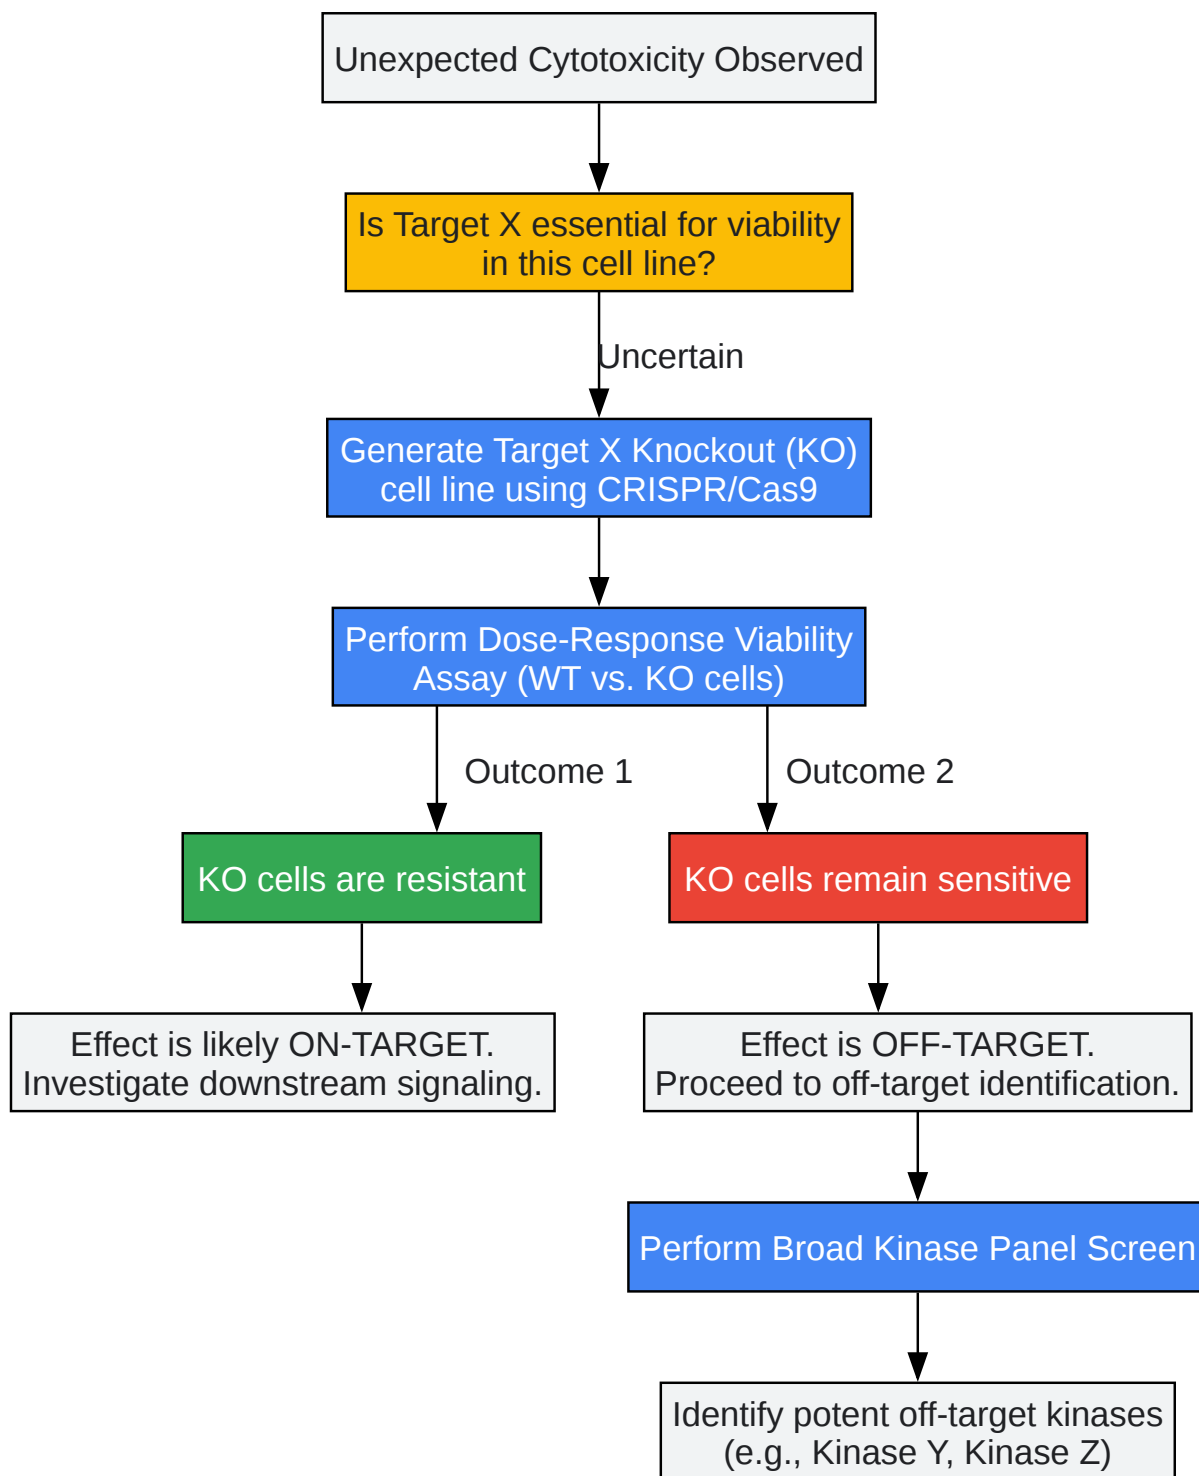 Unexpected Cytotoxicity Observed
Is Target X essential for viability
in this cell line?
Uncertain
Generate Target X Knockout (KO)
cell line using CRISPR/Cas9
Perform Dose-Response Viability
Assay (WT vs. KO cells)
Outcome 1
Outcome 2
KO cells are resistant
KO cells remain sensitive
Effect is likely ON-TARGET.
Investigate downstream signaling.
Effect is OFF-TARGET.
Proceed to off-target identification.
Perform Broad Kinase Panel Screen
Identify potent off-target kinases
(e.g., Kinase Y, Kinase Z)